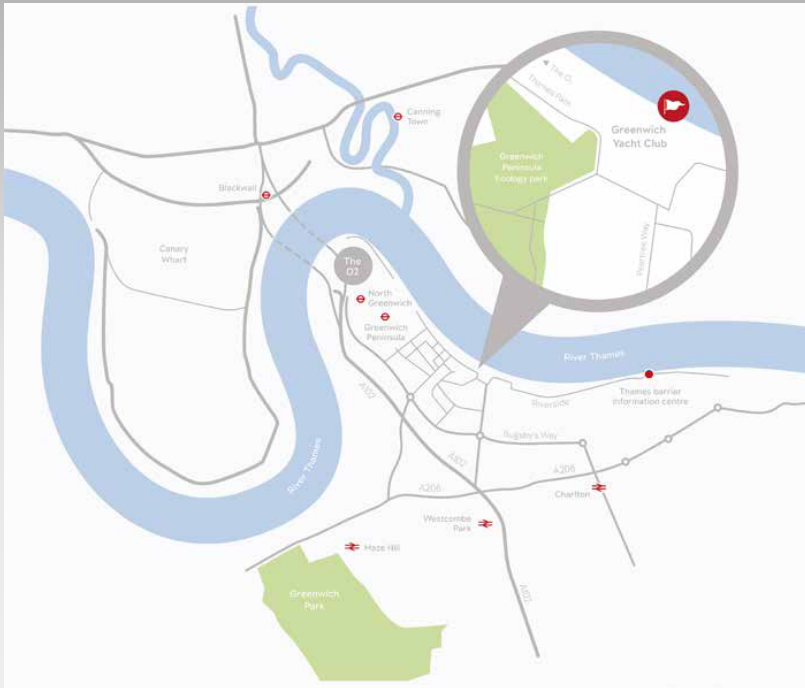 The O2
Thames Path
Greenwich
Yacht Club
Greenwich
Peninsula
Ecology park
Peartree Way
Canning
Town
Blackwall
Canary
Wharf
The
O2
North
Greenwich
Greenwich
Peninsula
River Thames
Thames barrier
information centre
Riverside
A102
Bugsby's Way
River Thames
A102
A206
A206
Charlton
Westcombe
Park
Maze Hill
Greenwich
Park
A102